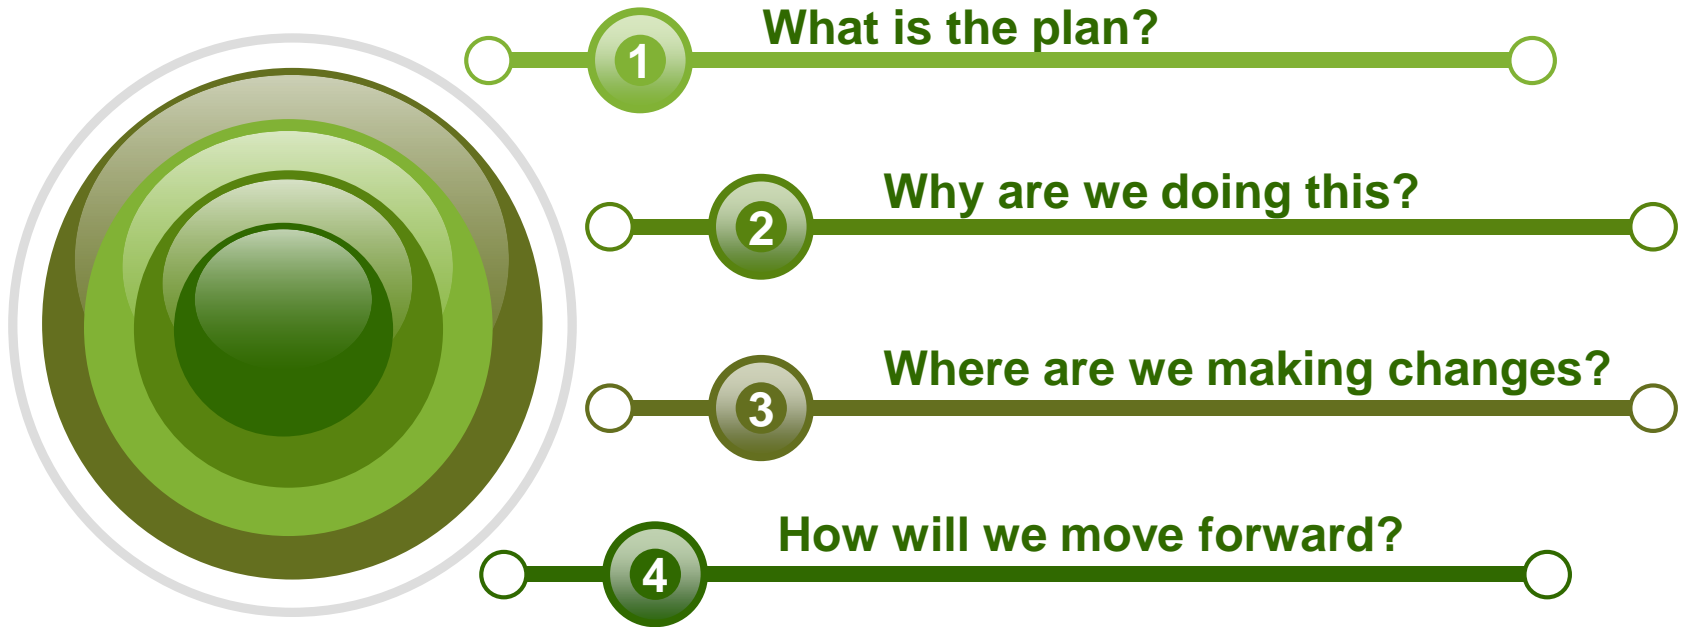 What is the plan?
1
Why are we doing this?
2
Where are we making changes?
3
How will we move forward?
4